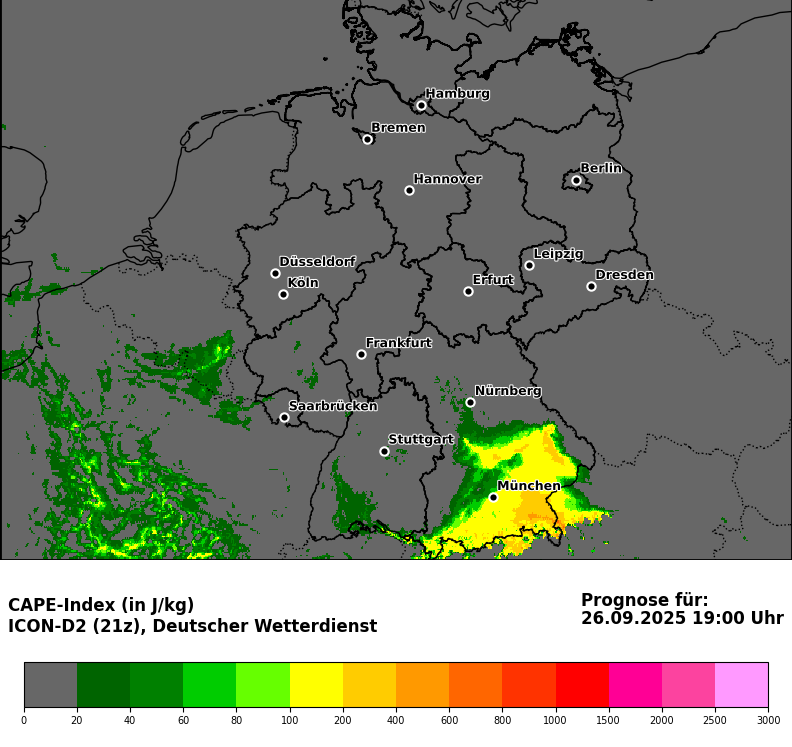 Hamburg
Bremen
Hannover
Berlin
Düsseldorf
Köln
Leipzig
Erfurt
Dresden
Frankfurt
Nürnberg
Saarbrücken
Stuttgart
München
CAPE-Index (in J/kg)
ICON-D2 (21z), Deutscher Wetterdienst
Prognose für:
26.09.2025 19:00 Uhr
0 20 40 60 80 100 200 400 600 800 1000 1500 2000 2500 3000